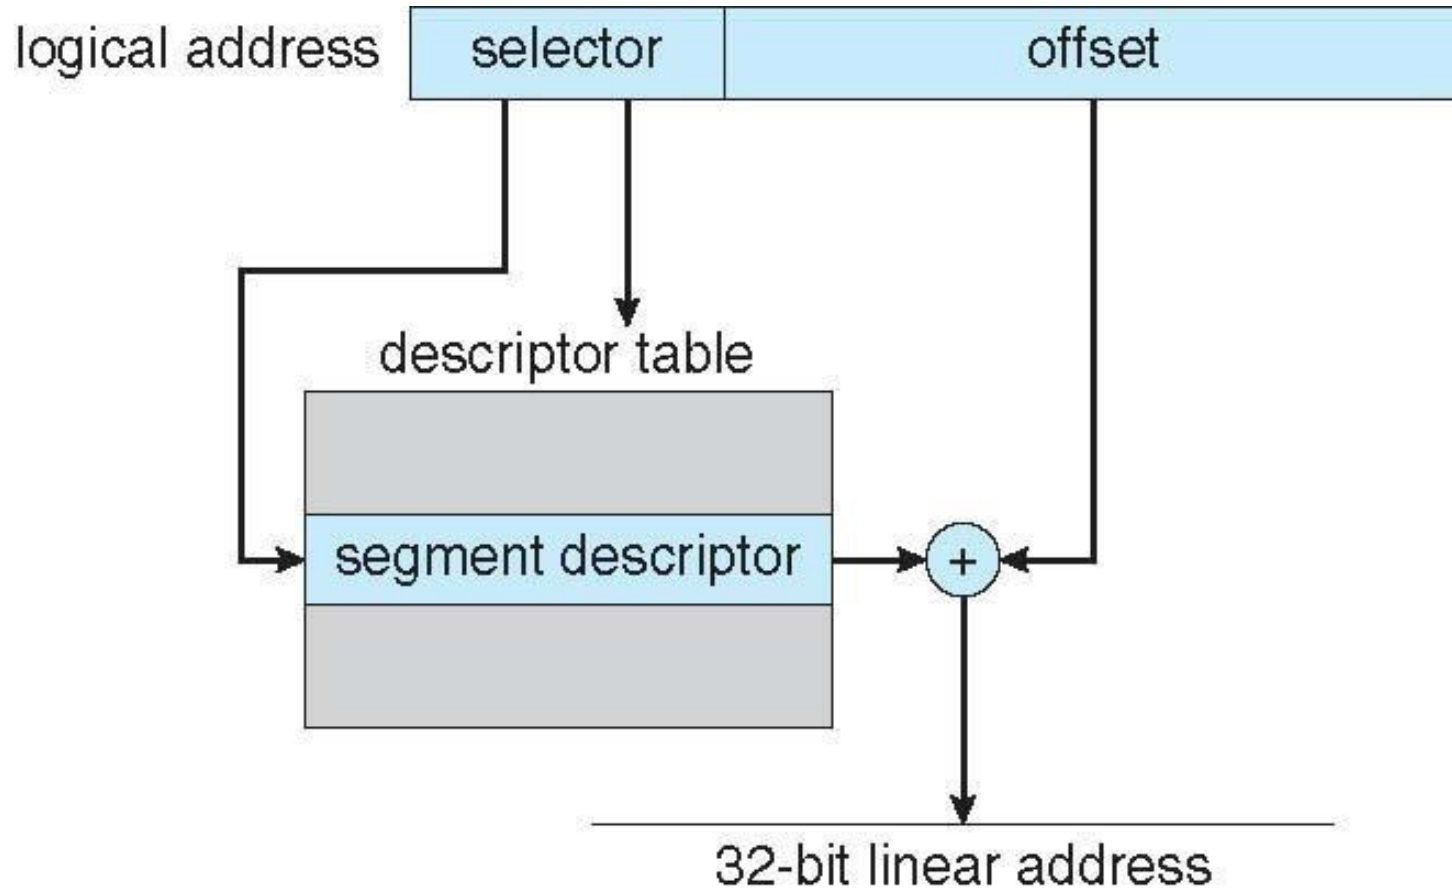 logical address selector offset
descriptor table
segment descriptor +
32-bit linear address